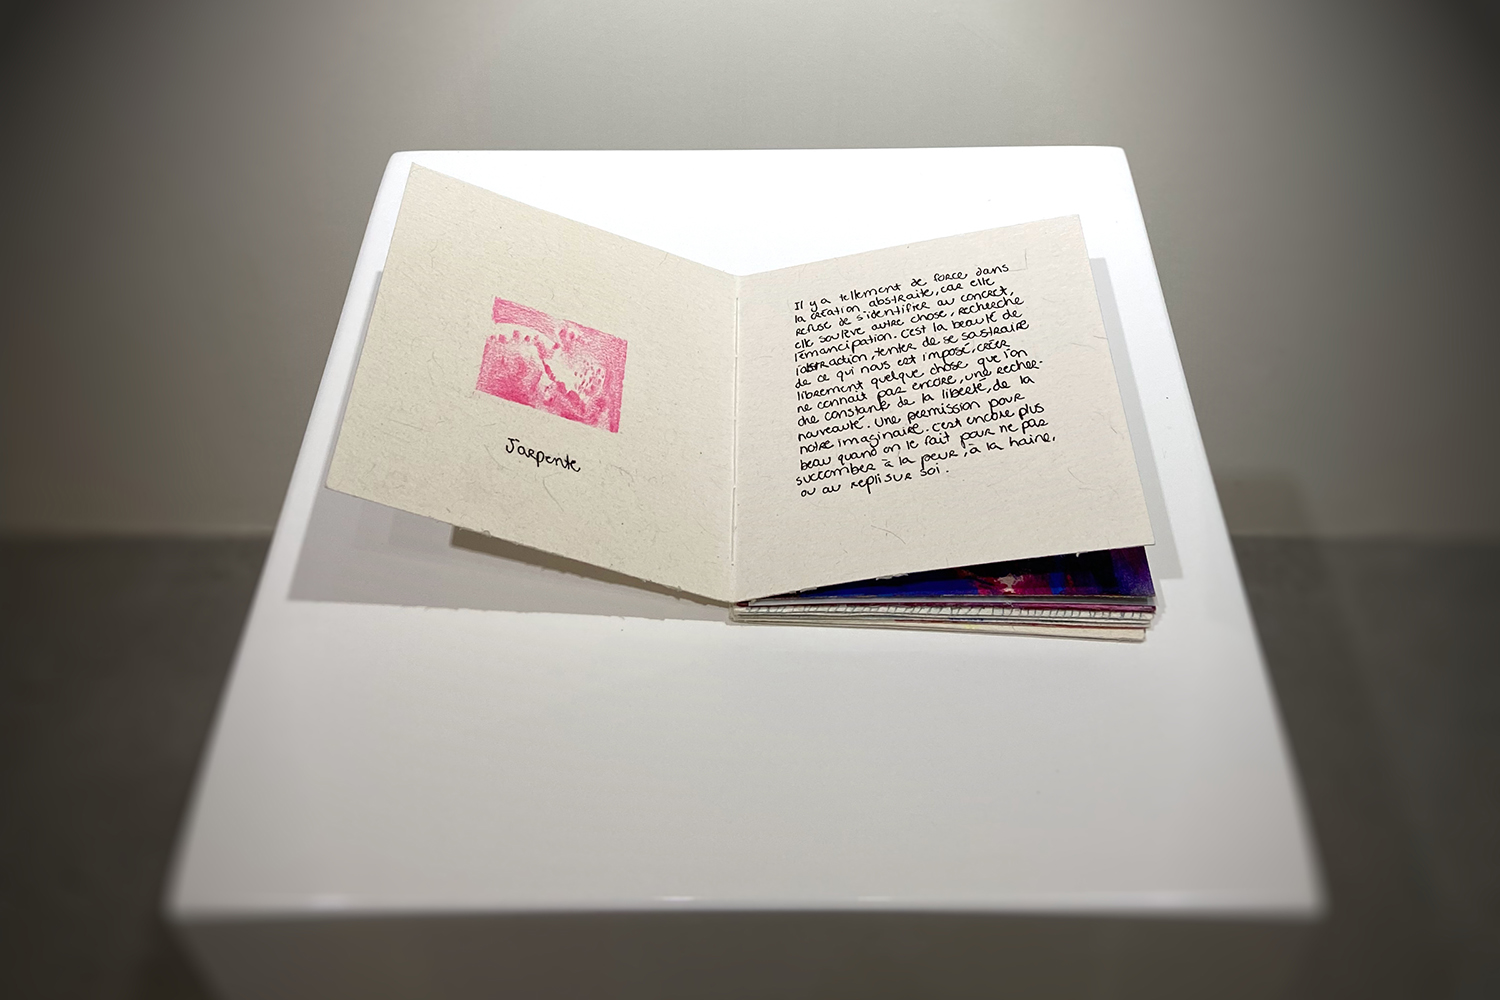 J'arpente
Il y a tellement de force dans
la création abstraite, car elle
refuse de s'identifier au concret,
elle soulève autre chose, recherche
l'émancipation. C'est la beauté de
l'abstraction, tenter de se soustraire
de ce qui nous est imposé, créer
librement quelque chose que l'on
ne connait pas encore, une recher-
che constante de la liberté, de la
nouveauté. Une permission pour
notre imaginaire. C'est encore plus
beau quand on le fait pour ne pas
succomber à la peur, à la haine,
ou au repli sur soi.